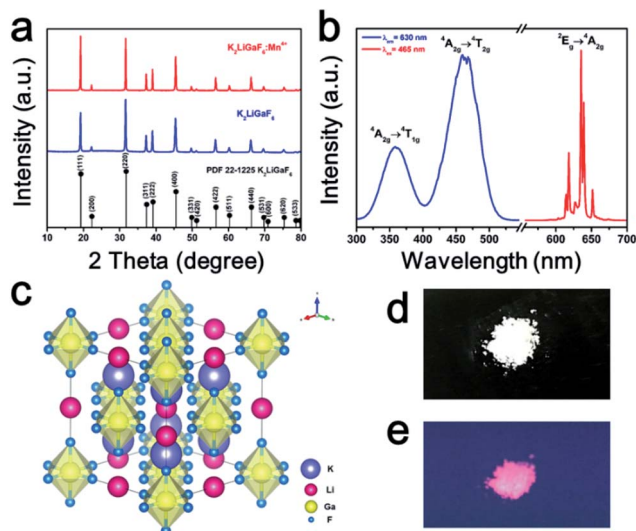 a
K₂LiGaF₆:Mn⁴⁺
K₂LiGaF₆
PDF 22-1225 K₂LiGaF₆
(111)
(200)
(220)
(311)
(222)
(400)
(331)
(420)
(422)
(511)
(440)
(531)
(600)
(620)
(533)
Intensity (a.u.)
10 20 30 40 50 60 70 80
2 Theta (degree)
b
λem= 630 nm
λex= 465 nm
⁴A₂g→⁴T₂g
²Eg→⁴A₂g
⁴A₂g→⁴T₁g
Intensity (a.u.)
300 350 400 450 500 600 650 700
Wavelength (nm)
c
K
Li
Ga
F
d
e